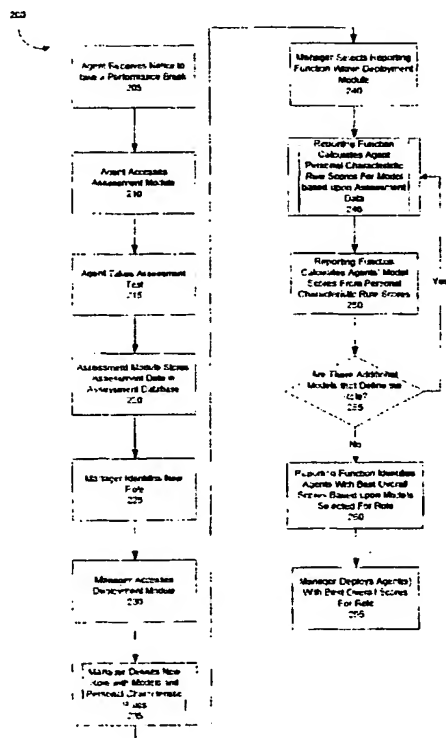 200
Agent Receives Notice to
take a Performance Break
205
Agent Accesses
Assessment Module
210
Agent Takes Assessment
Test
215
Assessment Module Stores
Assessment Data in
Assessment Database
220
Manager Identifies New
Role
225
Manager Accesses
Deployment Module
230
Manager Defines New
Role with Models and
Personal Characteristic
Rules
235
Manager Selects Reporting
Function Within Deployment
Module
240
Reporting Function
Calculates Agent
Personal Characteristic
Rule Scores Per Model
based upon Assessment
Data
245
Reporting Function
Calculates Agents' Model
Scores From Personal
Characteristic Rule Scores
250
Yes
Are There Additional
Models that Define the
Role?
255
No
Reporting Function Identifies
Agents With Best Overall
Scores Based upon Models
Selected For Role
260
Manager Deploys Agent(s)
With Best Overall Scores
For Role
265